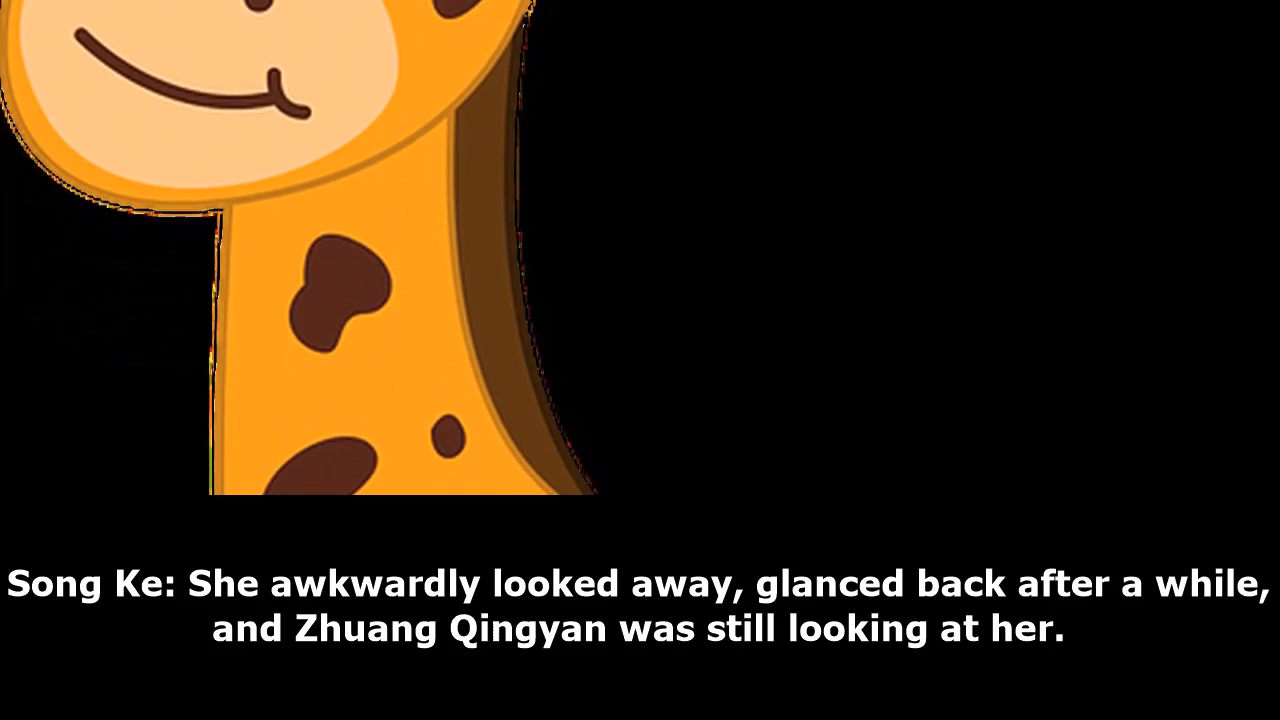 Song Ke: She awkwardly looked away, glanced back after a while,
and Zhuang Qingyan was still looking at her.